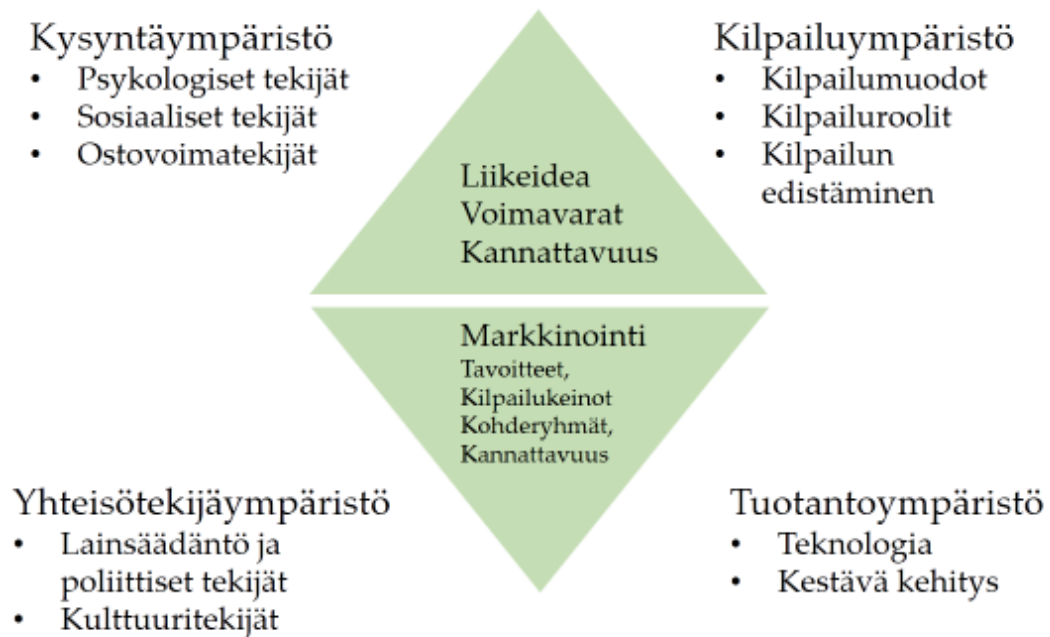 Kysyntäympäristö
• Psykologiset tekijät
• Sosiaaliset tekijät
• Ostovoimatekijät
Kilpailuympäristö
• Kilpailumuodot
• Kilpailuroolit
• Kilpailun
edistäminen
Liikeidea
Voimavarat
Kannattavuus
Markkinointi
Tavoitteet,
Kilpailukeinot
Kohderyhmät,
Kannattavuus
Yhteisötekijäympäristö
• Lainsäädäntö ja
poliittiset tekijät
• Kulttuuritekijät
Tuotantoympäristö
• Teknologia
• Kestävä kehitys